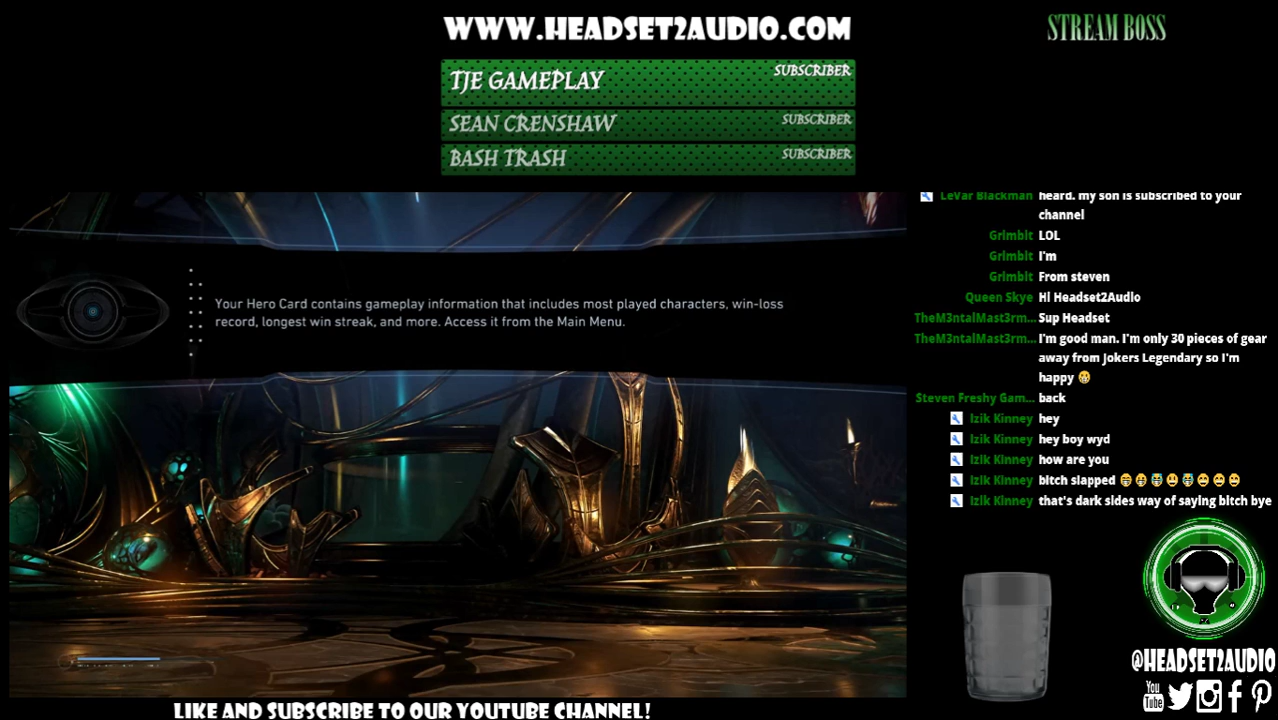 WWW.HEADSET2AUDIO.COM
STREAM BOSS
TJE GAMEPLAY SUBSCRIBER
SEAN CRENSHAW SUBSCRIBER
BASH TRASH SUBSCRIBER
LeVar Blackman heard. my son is subscribed to your
channel
Grimbit LOL
Grimbit I'm
Grimbit From steven
Queen Skye Hi Headset2Audio
TheM3ntalMast3rm... Sup Headset
TheM3ntalMast3rm... I'm good man. I'm only 30 pieces of gear
away from Jokers Legendary so I'm
happy 😁
Steven Freshy Gam... back
Izik Kinney hey
Izik Kinney hey boy wyd
Izik Kinney how are you
Izik Kinney bitch slapped
Izik Kinney that's dark sides way of saying bitch bye
Your Hero Card contains gameplay information that includes most played characters, win-loss
record, longest win streak, and more. Access it from the Main Menu.
@HEADSET2AUDIO
You
Tube
LIKE AND SUBSCRIBE TO OUR YOUTUBE CHANNEL!